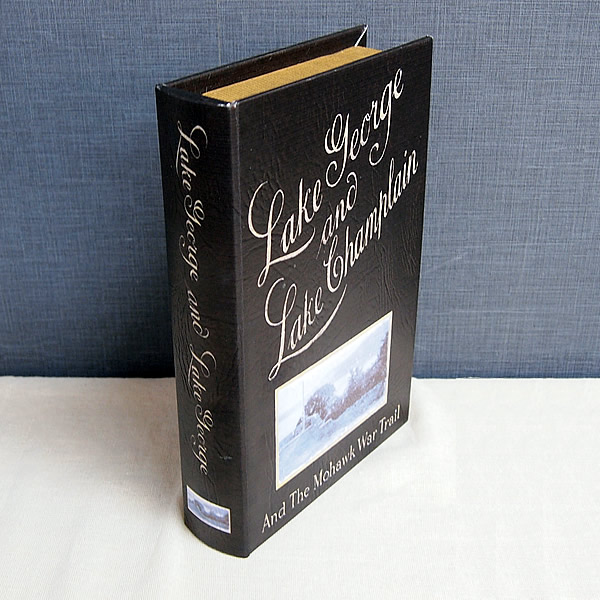 Lake George and Lake George
Lake George
and
Lake Champlain
And The Mohawk War Trail